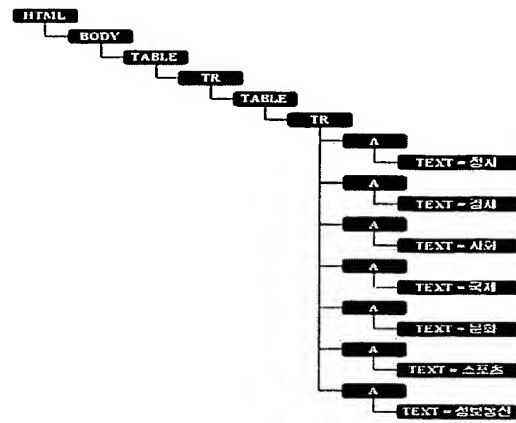 HTML
BODY
TABLE
TR
TABLE
TR
A
TEXT = 정치
A
TEXT = 경제
A
TEXT = 사회
A
TEXT = 국제
A
TEXT = 문화
A
TEXT = 스포츠
A
TEXT = 정보통신